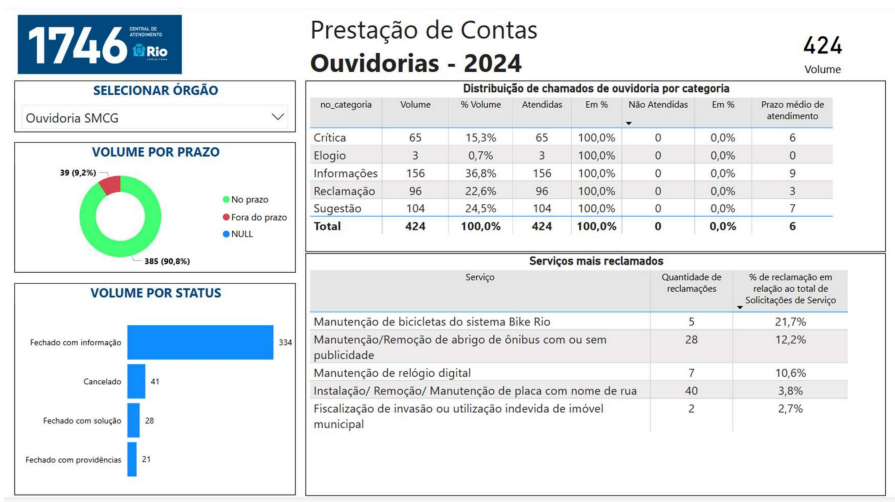 1746
CENTRAL DE
ATENDIMENTO
Rio
Prestação de Contas
Ouvidorias - 2024
424
Volume
SELECIONAR ÓRGÃO
Ouvidoria SMCG
VOLUME POR PRAZO
39 (9,2%)
No prazo
Fora do prazo
NULL
385 (90,8%)
VOLUME POR STATUS
Fechado com informação 334
Cancelado 41
Fechado com solução 28
Fechado com providências 21
Distribuição de chamados de ouvidoria por categoria
no_categoria Volume % Volume Atendidas Em % Não Atendidas Em % Prazo médio de
atendimento
Crítica 65 15,3% 65 100,0% 0 0,0% 6
Elogio 3 0,7% 3 100,0% 0 0,0% 0
Informações 156 36,8% 156 100,0% 0 0,0% 9
Reclamação 96 22,6% 96 100,0% 0 0,0% 3
Sugestão 104 24,5% 104 100,0% 0 0,0% 7
Total 424 100,0% 424 100,0% 0 0,0% 6
Serviços mais reclamados
Serviço Quantidade de % de reclamação em
reclamações relação ao total de
Solicitações de Serviço
Manutenção de bicicletas do sistema Bike Rio 5 21,7%
Manutenção/Remoção de abrigo de ônibus com ou sem 28 12,2%
publicidade
Manutenção de relógio digital 7 10,6%
Instalação/ Remoção/ Manutenção de placa com nome de rua 40 3,8%
Fiscalização de invasão ou utilização indevida de imóvel 2 2,7%
municipal